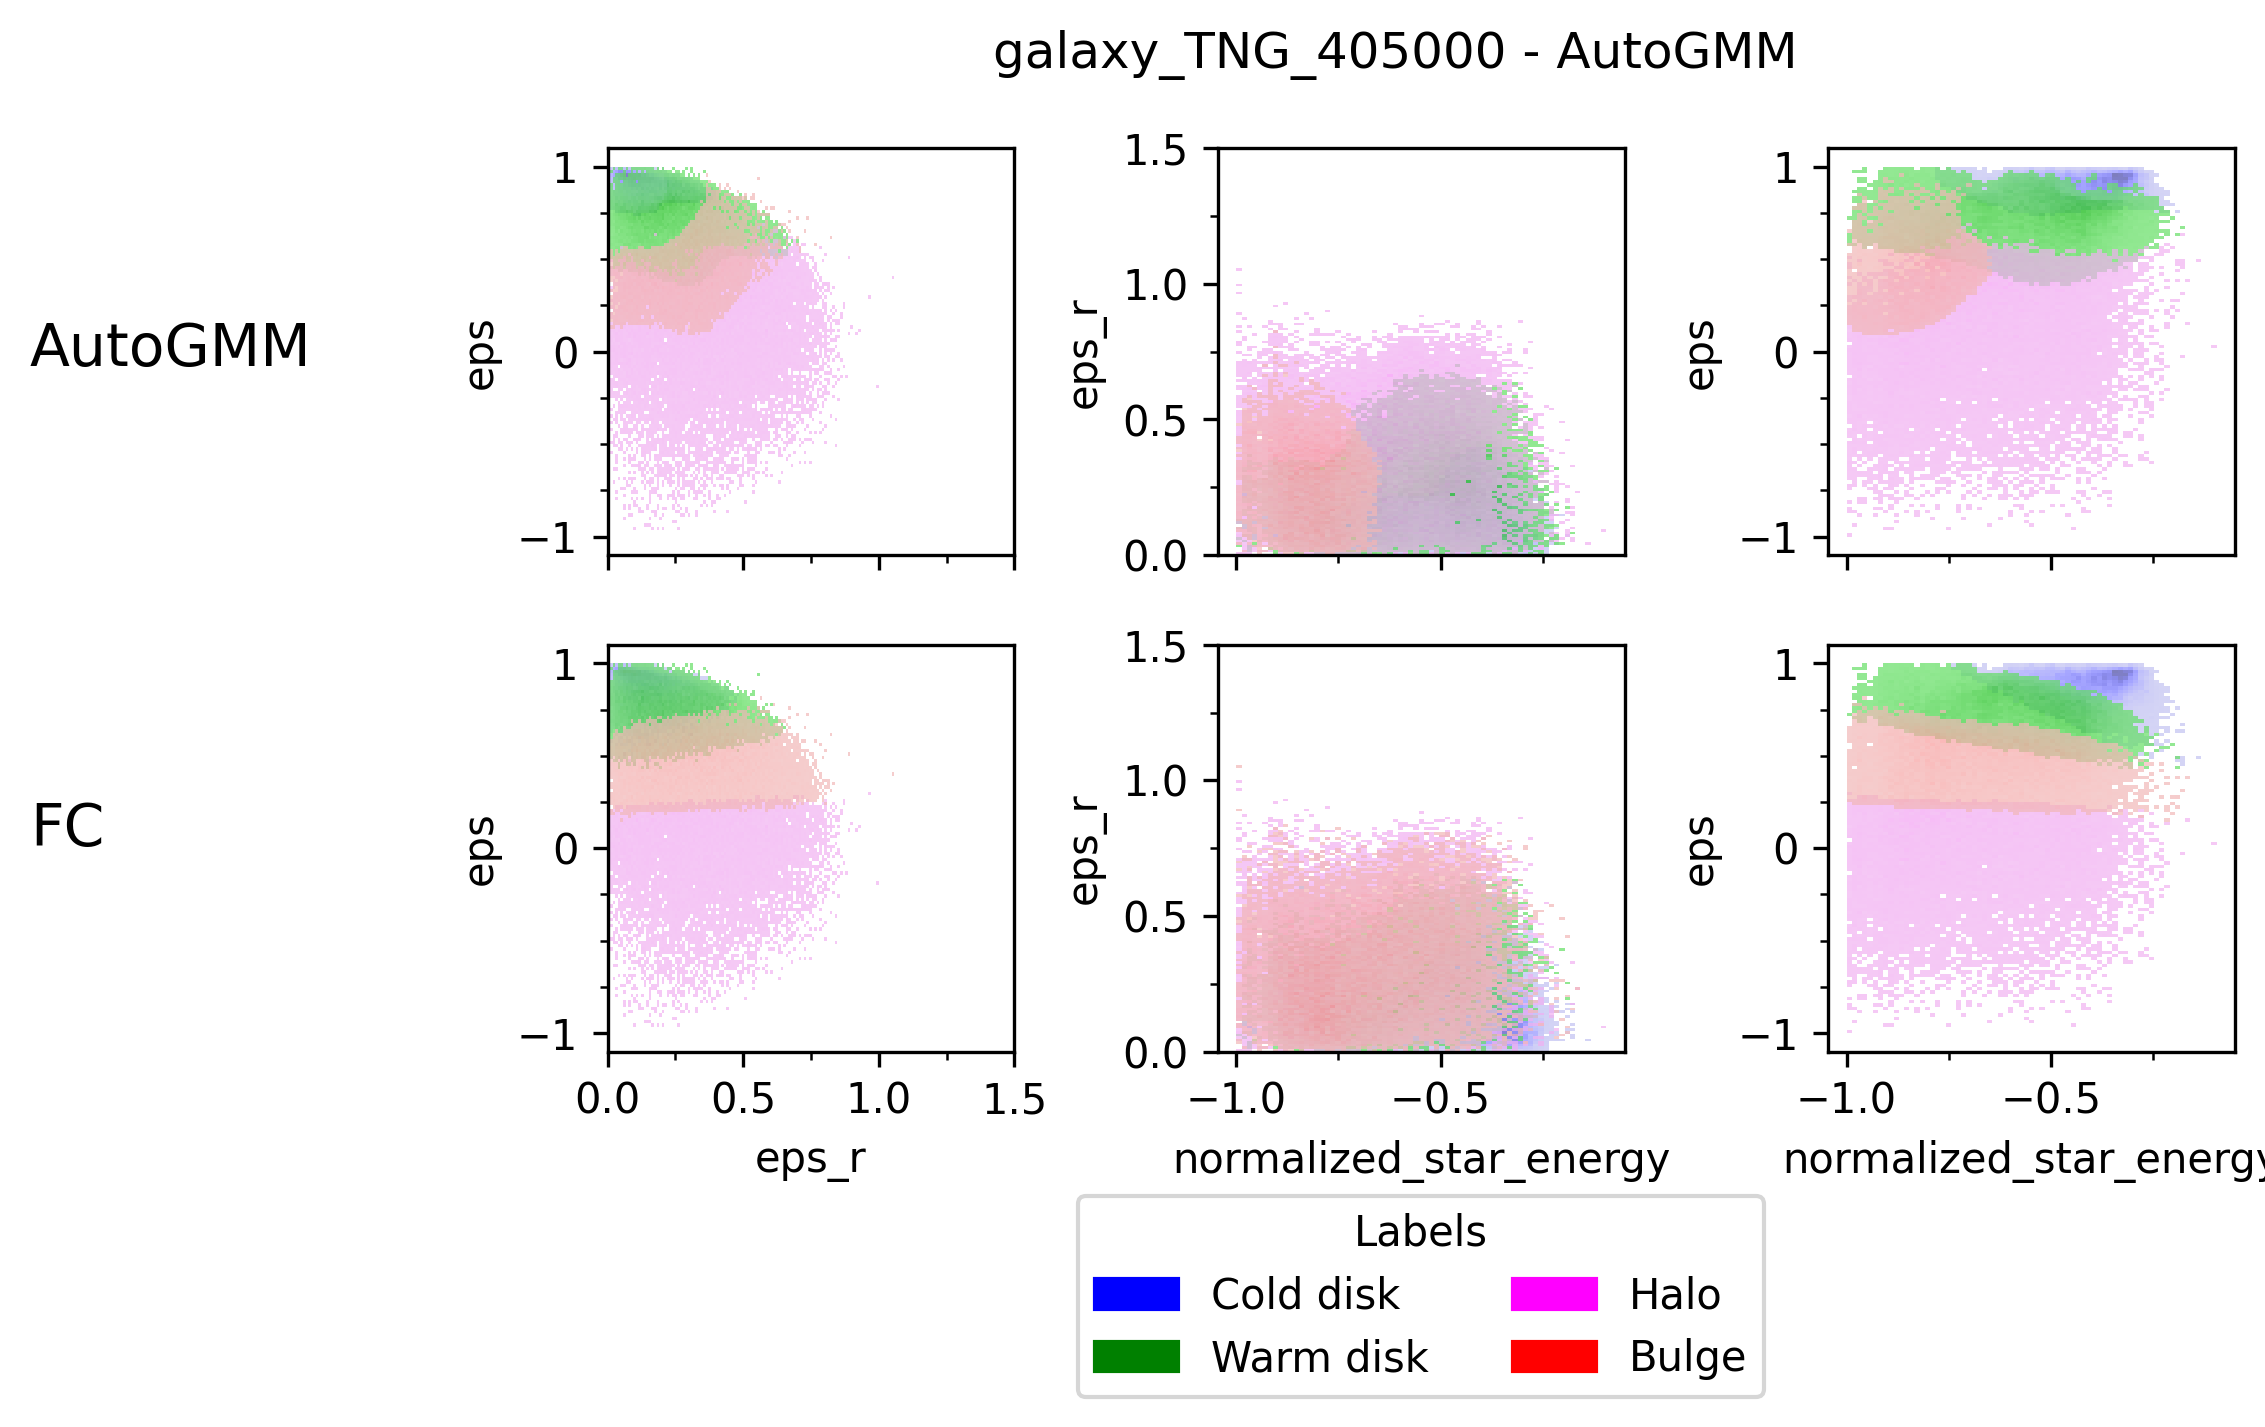 galaxy_TNG_405000 - AutoGMM
AutoGMM
eps
1
0
−1
eps_r
1.5
1.0
0.5
0.0
eps
1
0
−1
FC
eps
1
0
−1
0.0 0.5 1.0 1.5
eps_r
eps_r
1.5
1.0
0.5
0.0
−1.0 −0.5
normalized_star_energy
eps
1
0
−1
−1.0 −0.5
normalized_star_energy
Labels
Cold disk
Warm disk
Halo
Bulge